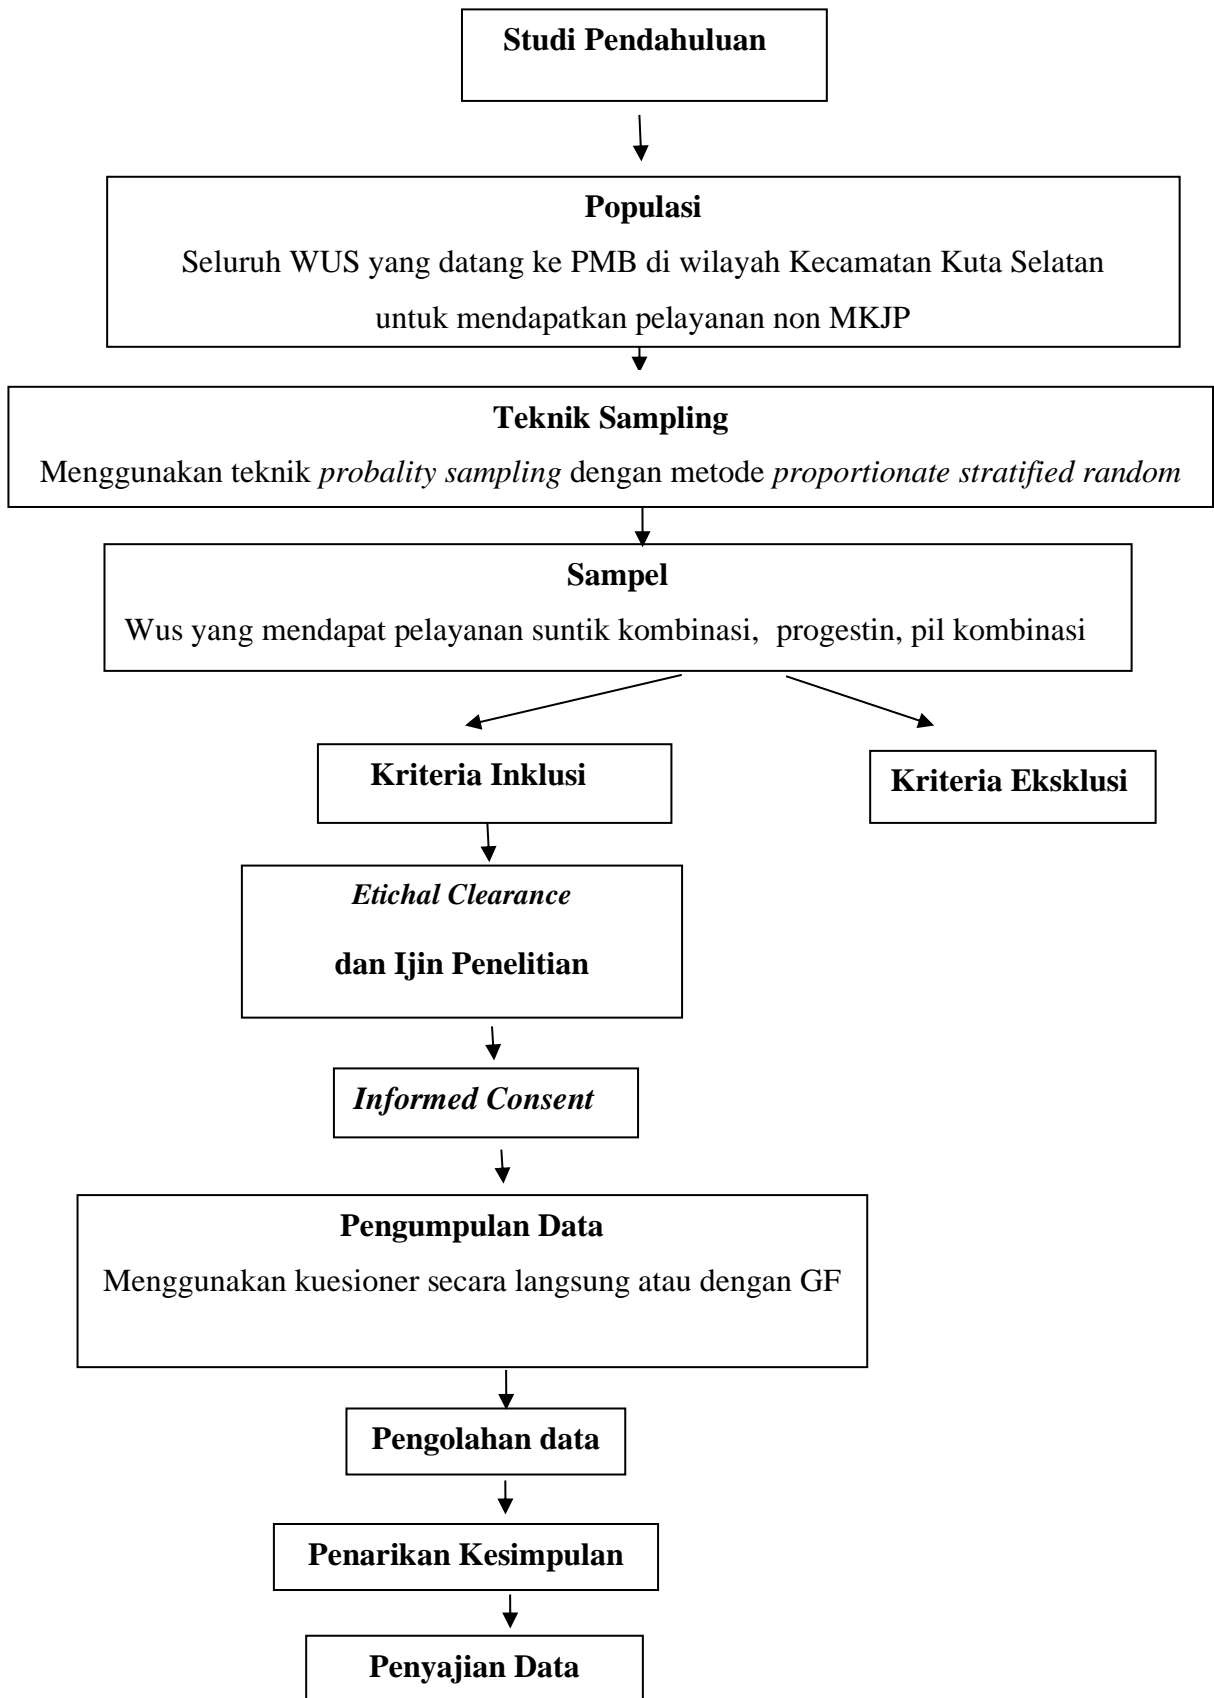 Studi Pendahuluan
Populasi
Seluruh WUS yang datang ke PMB di wilayah Kecamatan Kuta Selatan
untuk mendapatkan pelayanan non MKJP
Teknik Sampling
Menggunakan teknik probality sampling dengan metode proportionate stratified random
Sampel
Wus yang mendapat pelayanan suntik kombinasi, progestin, pil kombinasi
Kriteria Inklusi
Kriteria Eksklusi
Etichal Clearance
dan Ijin Penelitian
Informed Consent
Pengumpulan Data
Menggunakan kuesioner secara langsung atau dengan GF
Pengolahan data
Penarikan Kesimpulan
Penyajian Data